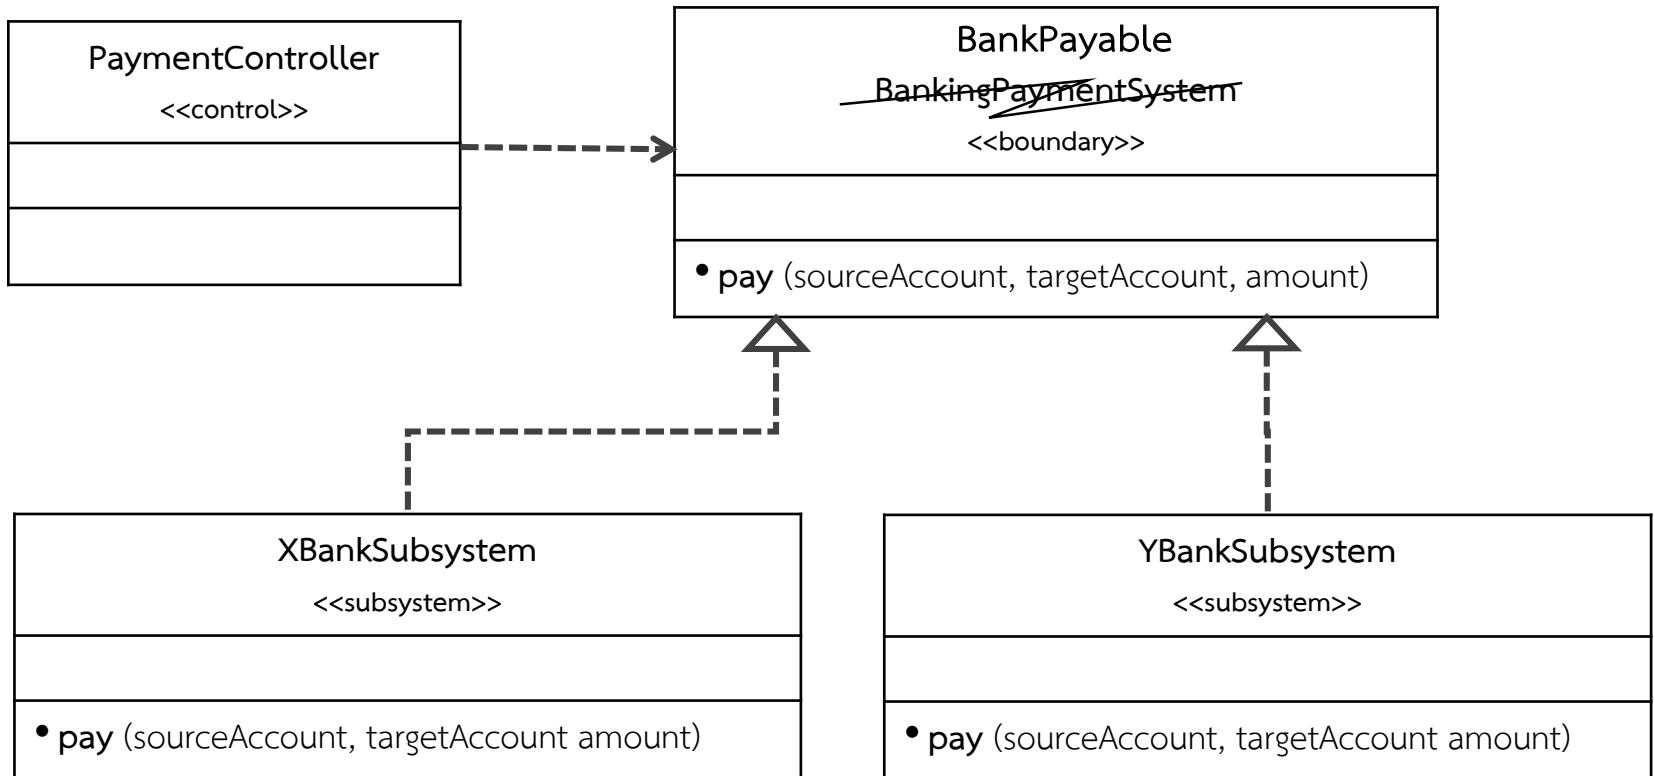 PaymentController
<<control>>
BankPayable
BankingPaymentSystem
<<boundary>>
• pay (sourceAccount, targetAccount, amount)
XBankSubsystem
<<subsystem>>
• pay (sourceAccount, targetAccount amount)
YBankSubsystem
<<subsystem>>
• pay (sourceAccount, targetAccount amount)